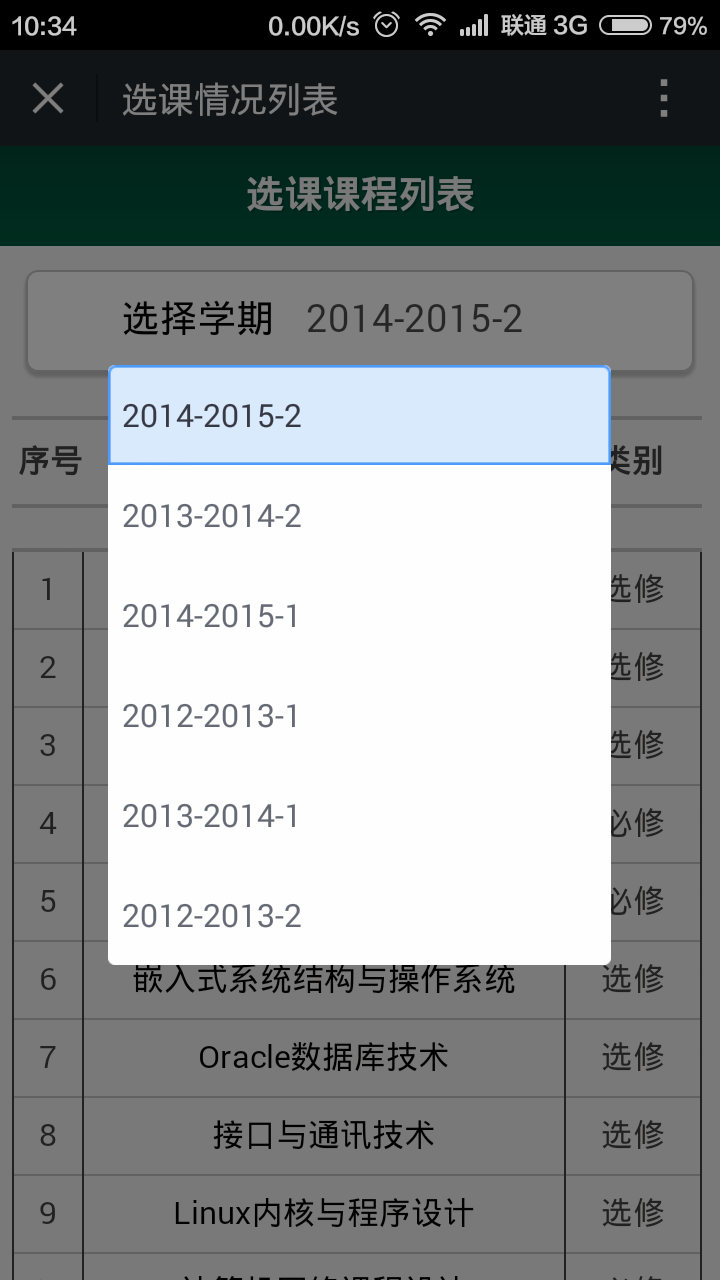 10:34 0.00K/s 联通 3G 79%
选课情况列表
选课课程列表
选择学期 2014-2015-2
2014-2015-2
序号 类别
2013-2014-2
1 选修
2014-2015-1
2 选修
2012-2013-1
3 选修
2013-2014-1
4 必修
5 必修
2012-2013-2
6 嵌入式系统结构与操作系统 选修
7 Oracle数据库技术 选修
8 接口与通讯技术 选修
9 Linux内核与程序设计 选修